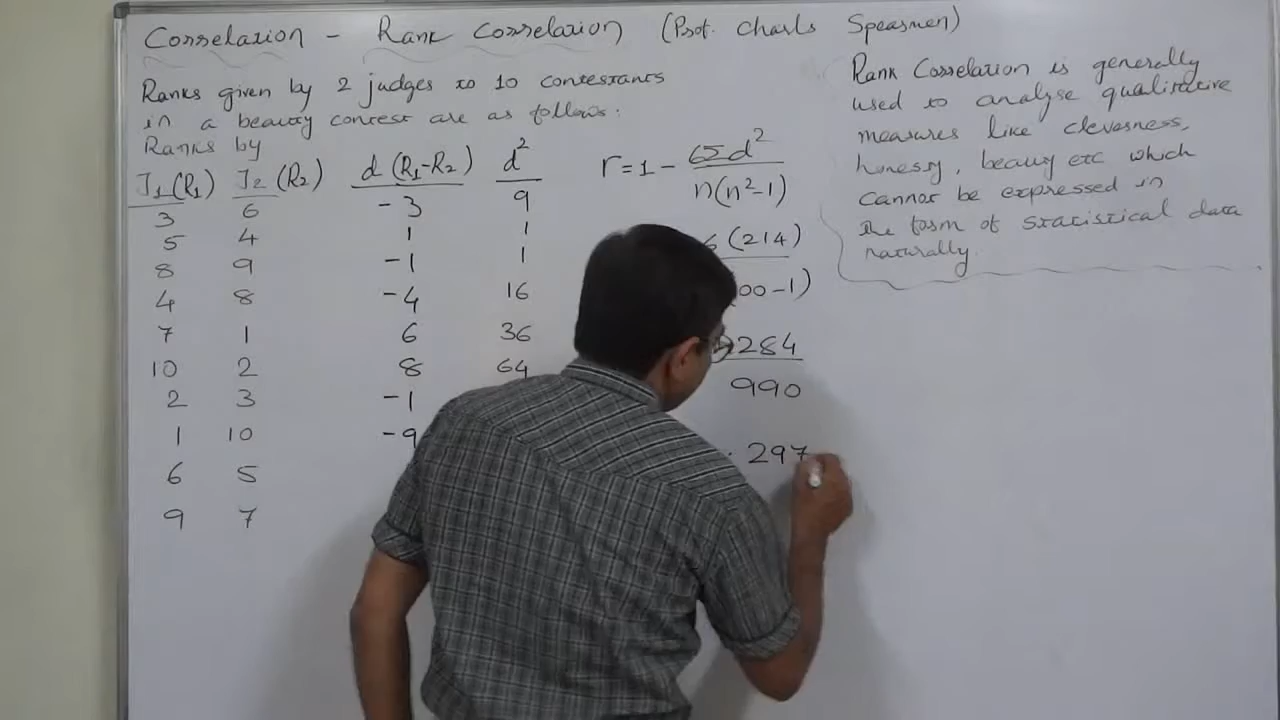 Correlation - Rank Correlation (Prof. Charls Spearmen)
Ranks given by 2 judges to 10 contestants
in a beauty contest are as follows:
Ranks by
J1(R1) J2 (R2) d (R1-R2) d²
3 6 -3 9
5 4 1 1
8 9 -1 1
4 8 -4 16
7 1 6 36
10 2 8 64
2 3 -1
1 10 -9
6 5
9 7
r = 1 - 6Σd² / n(n²-1)
6 (214)
00-1)
284
990
. 297
Rank Correlation is generally
used to analyse qualitative
measures like cleverness,
honesty, beauty etc which
cannot be expressed in
the form of statistical data
naturally.